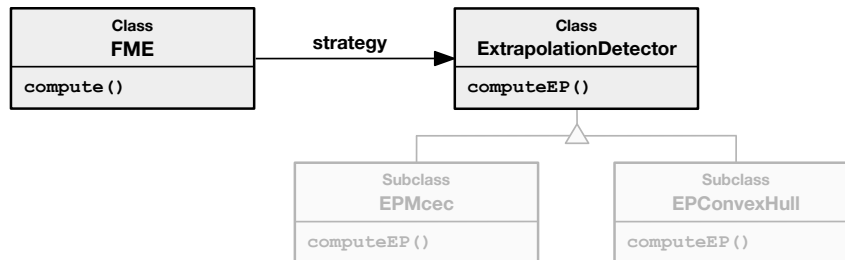 Class
FME
compute()
strategy
Class
ExtrapolationDetector
computeEP()
Subclass
EPMcec
computeEP()
Subclass
EPConvexHull
computeEP()